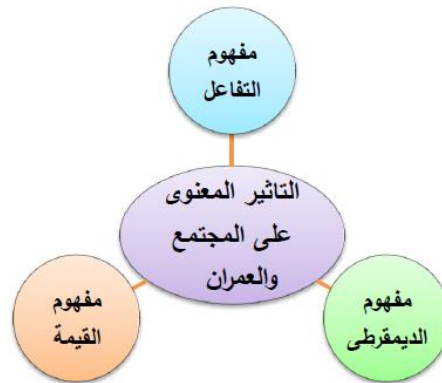 مفهوم
التفاعل
التاثير المعنوى
على المجتمع
والعمران
مفهوم
الديمقرطى
مفهوم
القيمة